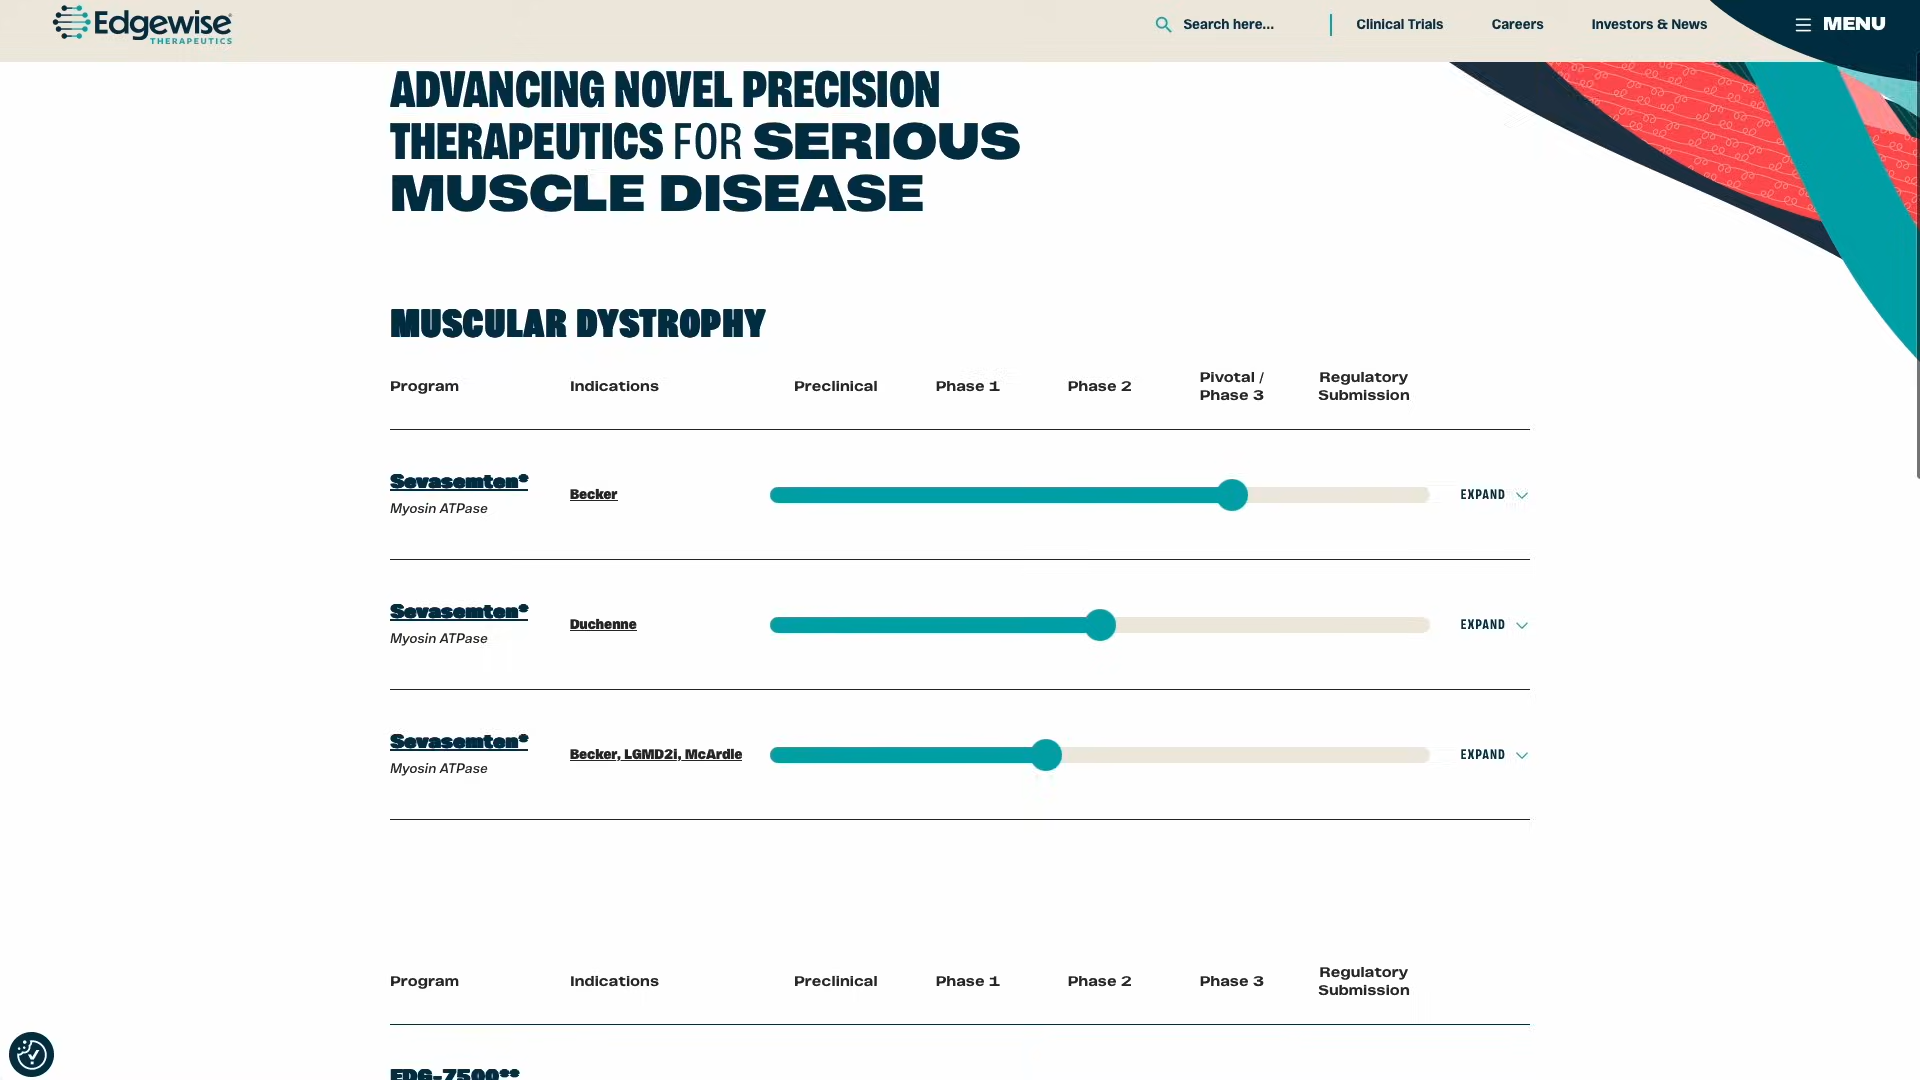 Edgewise
THERAPEUTICS
Search here...
Clinical Trials
Careers
Investors & News
MENU
ADVANCING NOVEL PRECISION
THERAPEUTICS FOR SERIOUS
MUSCLE DISEASE
MUSCULAR DYSTROPHY
Program
Indications
Preclinical
Phase 1
Phase 2
Pivotal /
Phase 3
Regulatory
Submission
Sevasemten*
Myosin ATPase
Becker
EXPAND
Sevasemten*
Myosin ATPase
Duchenne
EXPAND
Sevasemten*
Myosin ATPase
Becker, LGMD2i, McArdle
EXPAND
Program
Indications
Preclinical
Phase 1
Phase 2
Phase 3
Regulatory
Submission
EDG-7500**